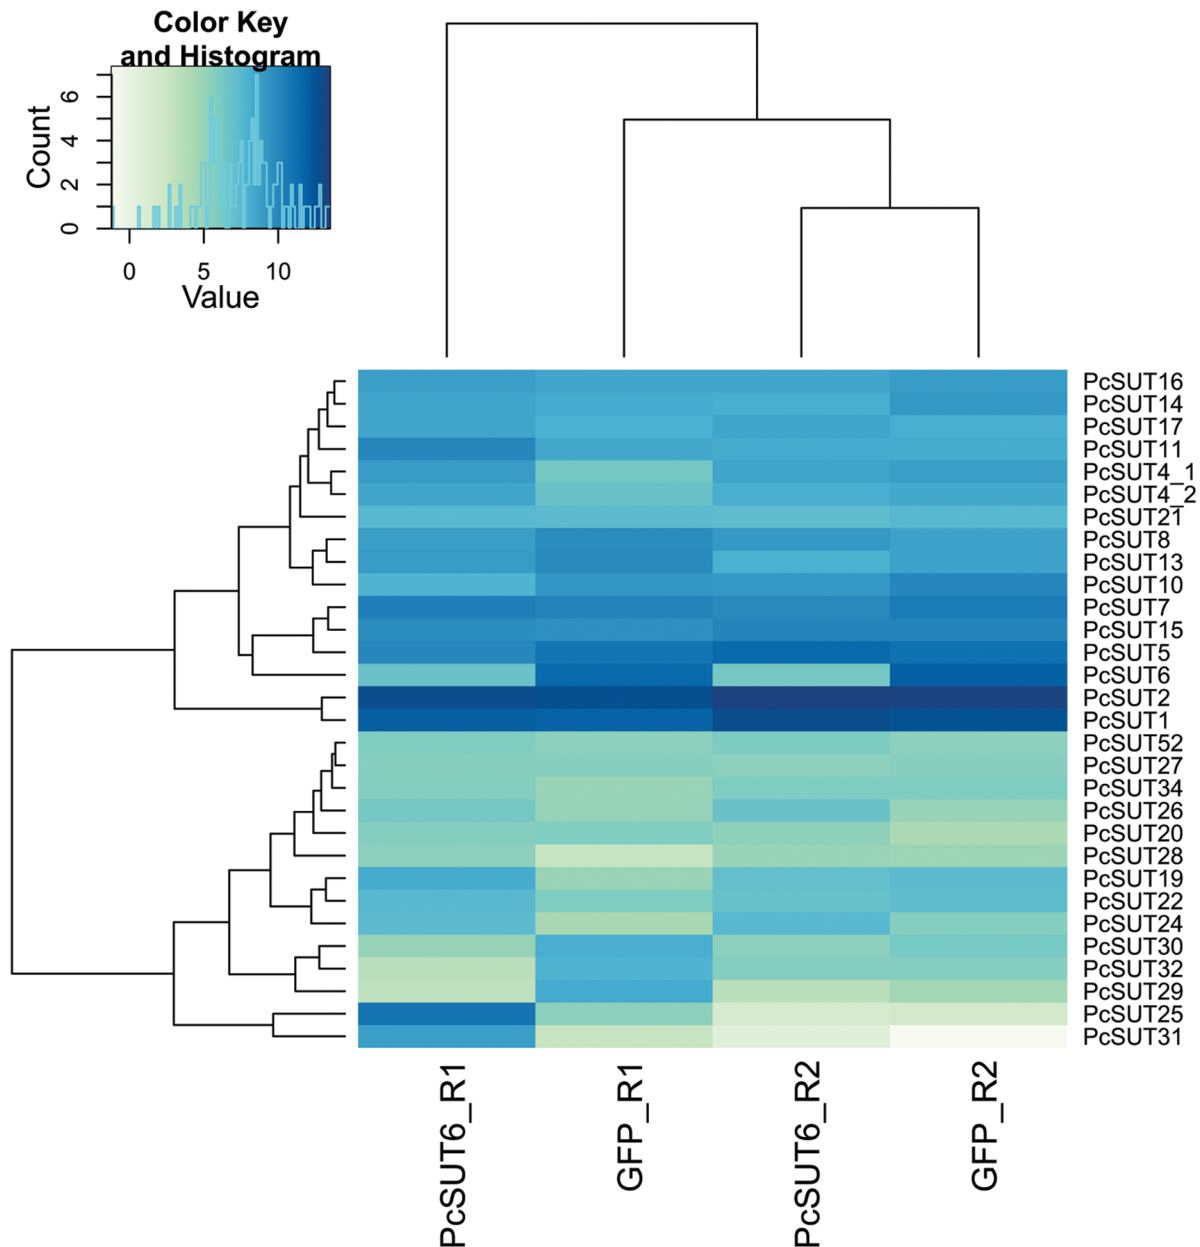 Color Key
and Histogram
Count
0
2
4
6
0 5 10
Value
PcSUT16
PcSUT14
PcSUT17
PcSUT11
PcSUT4_1
PcSUT4_2
PcSUT21
PcSUT8
PcSUT13
PcSUT10
PcSUT7
PcSUT15
PcSUT5
PcSUT6
PcSUT2
PcSUT1
PcSUT52
PcSUT27
PcSUT34
PcSUT26
PcSUT20
PcSUT28
PcSUT19
PcSUT22
PcSUT24
PcSUT30
PcSUT32
PcSUT29
PcSUT25
PcSUT31
PcSUT6_R1
GFP_R1
PcSUT6_R2
GFP_R2